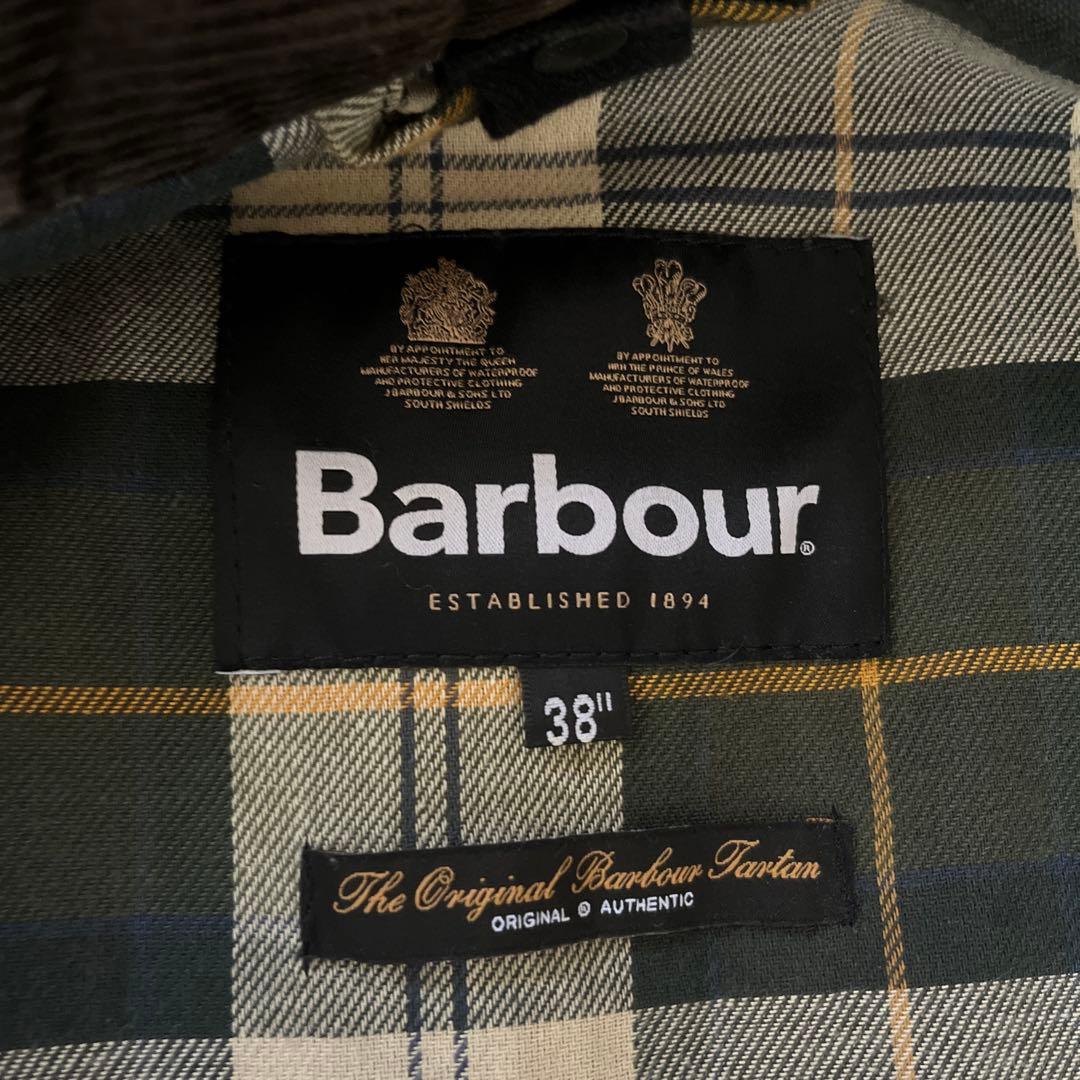 BY APPOINTMENT TO
HER MAJESTY THE QUEEN
MANUFACTURERS OF WATERPROOF
AND PROTECTIVE CLOTHING
J BARBOUR & SONS LTD
SOUTH SHIELDS
BY APPOINTMENT TO
HRH THE PRINCE OF WALES
MANUFACTURERS OF WATERPROOF
AND PROTECTIVE CLOTHING
J BARBOUR & SONS LTD
SOUTH SHIELDS
Barbour®
ESTABLISHED 1894
38"
The Original Barbour Tartan
ORIGINAL ® AUTHENTIC